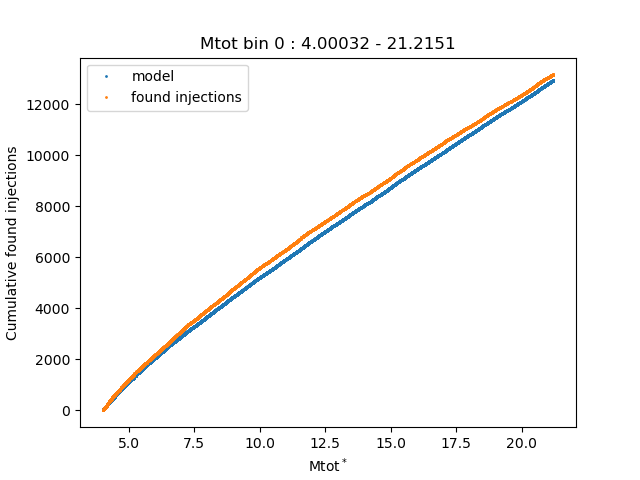 Mtot bin 0 : 4.00032 - 21.2151
model
found injections
Cumulative found injections
12000
10000
8000
6000
4000
2000
0
5.0 7.5 10.0 12.5 15.0 17.5 20.0
Mtot*